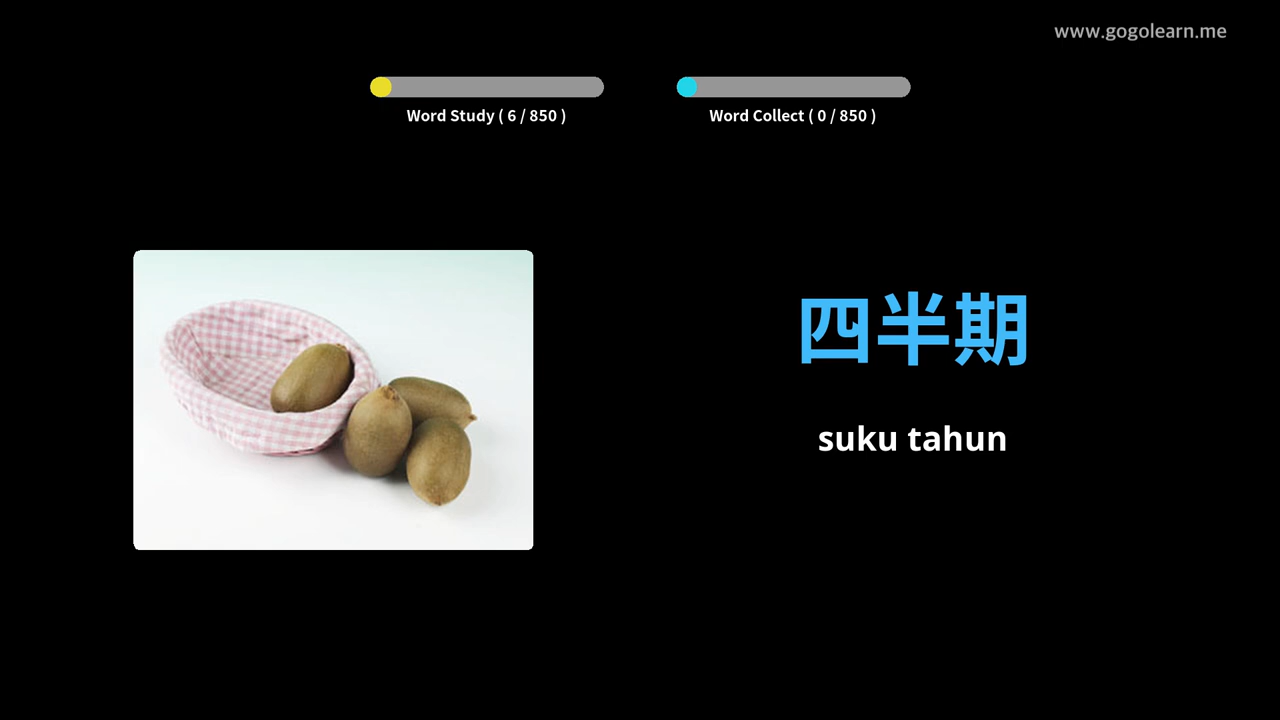 www.gogolearn.me
Word Study ( 6 / 850 )
Word Collect ( 0 / 850 )
四半期
suku tahun